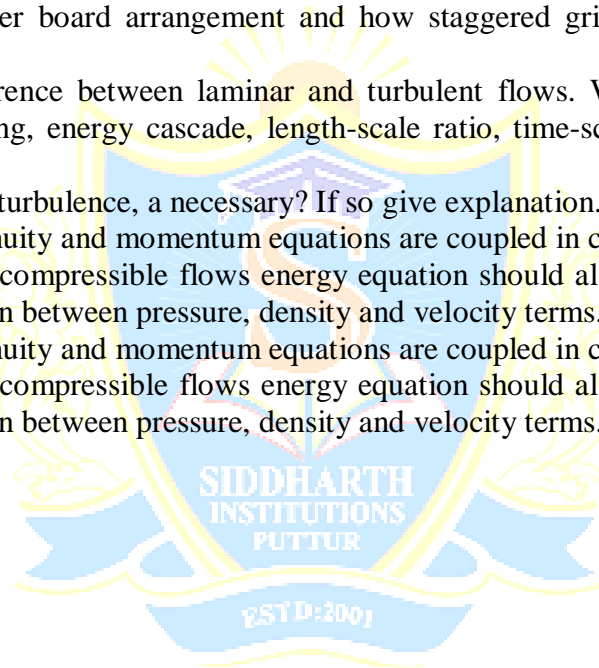 er board arrangement and how staggered gri
rence between laminar and turbulent flows. V
ng, energy cascade, length-scale ratio, time-sc
turbulence, a necessary? If so give explanation.
nuity and momentum equations are coupled in c
compressible flows energy equation should al
n between pressure, density and velocity terms.
nuity and momentum equations are coupled in c
compressible flows energy equation should al
n between pressure, density and velocity terms.
S
SIDDHARTH
INSTITUTIONS
PUTTUR
ESTD:2001